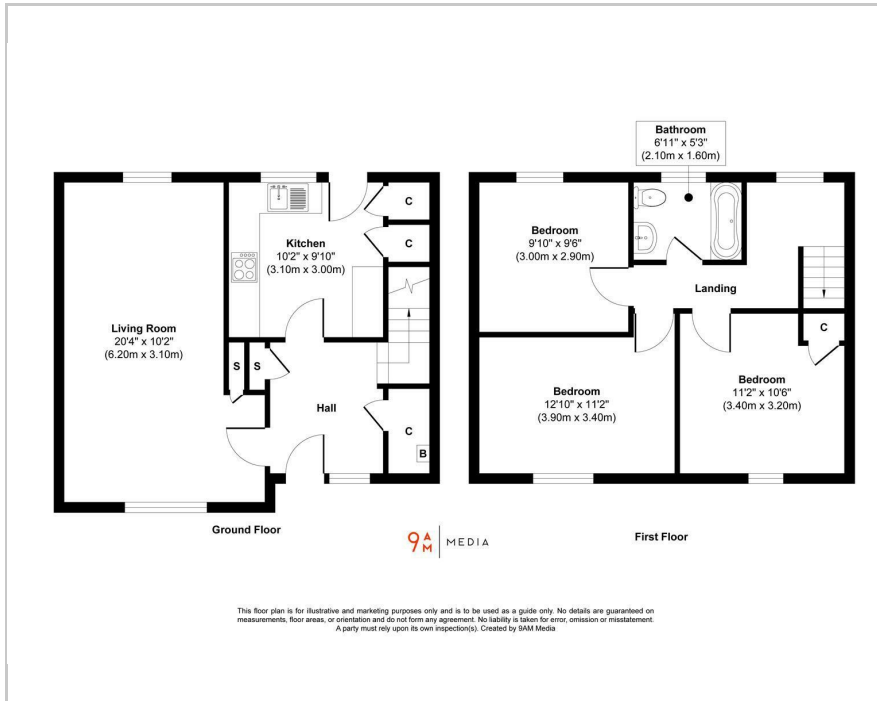 Bathroom
6'11" x 5'3"
(2.10m x 1.60m)
C
C
Kitchen
10'2" x 9'10"
(3.10m x 3.00m)
Living Room
20'4" x 10'2"
(6.20m x 3.10m)
S
S
Hall
C
B
Ground Floor
Bedroom
9'10" x 9'6"
(3.00m x 2.90m)
Landing
C
Bedroom
12'10" x 11'2"
(3.90m x 3.40m)
Bedroom
11'2" x 10'6"
(3.40m x 3.20m)
First Floor
9AM MEDIA
This floor plan is for illustrative and marketing purposes only and is to be used as a guide only. No details are guaranteed on
measurements, floor areas, or orientation and do not form any agreement. No liability is taken for error, omission or misstatement.
A party must rely upon its own inspection(s). Created by 9AM Media